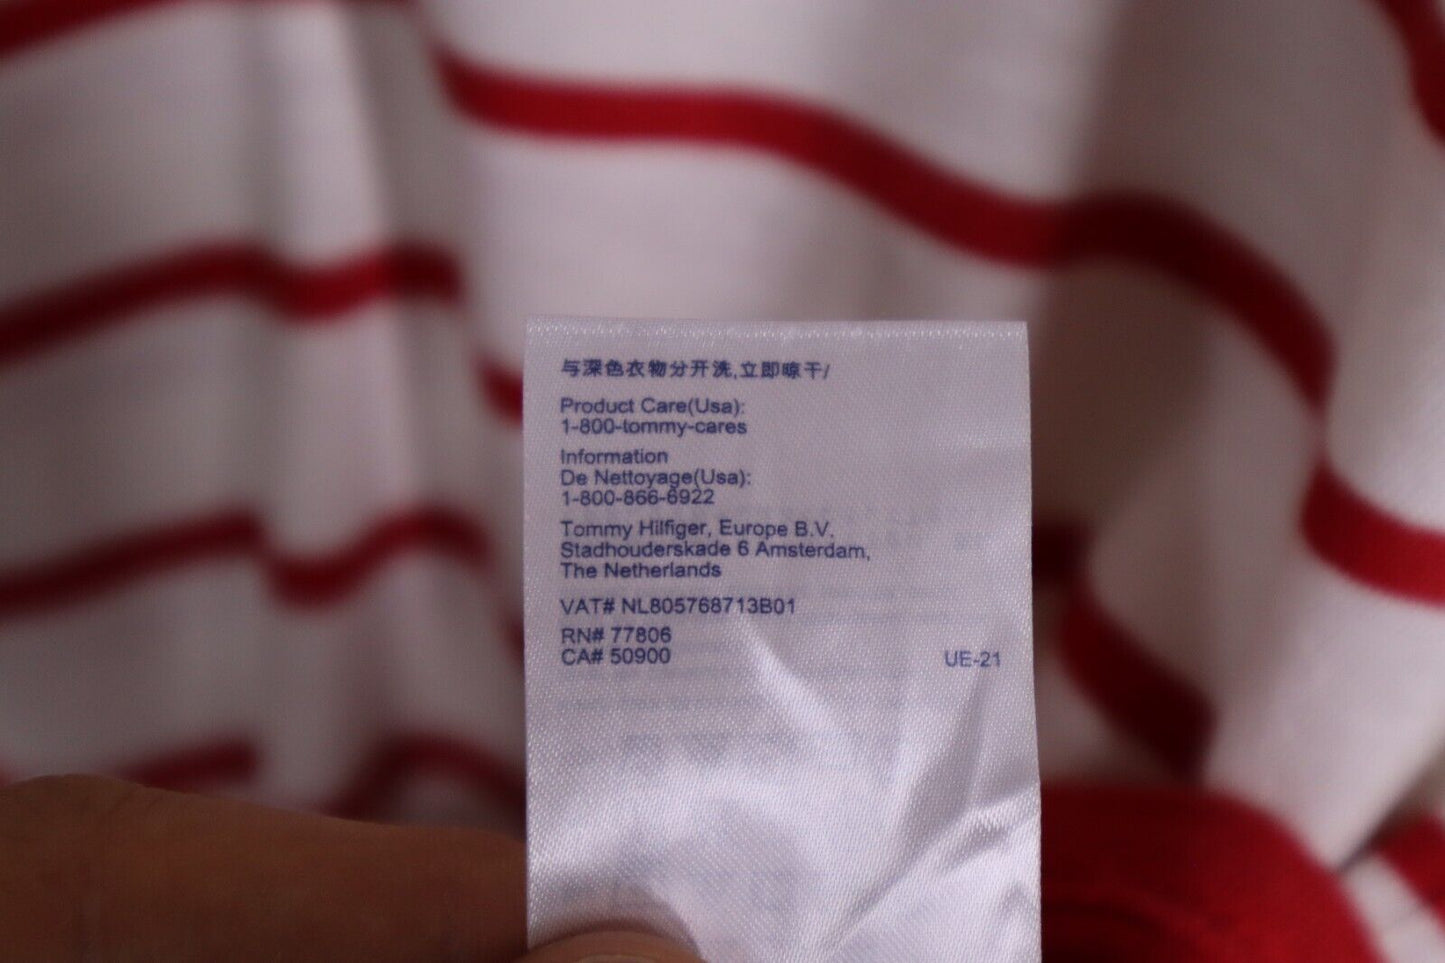 与深色衣物分开洗,立即晾干/
Product Care(Usa):
1-800-tommy-cares
Information
De Nettoyage(Usa):
1-800-866-6922
Tommy Hilfiger, Europe B.V.
Stadhouderskade 6 Amsterdam,
The Netherlands
VAT# NL805768713B01
RN# 77806
CA# 50900
UE-21